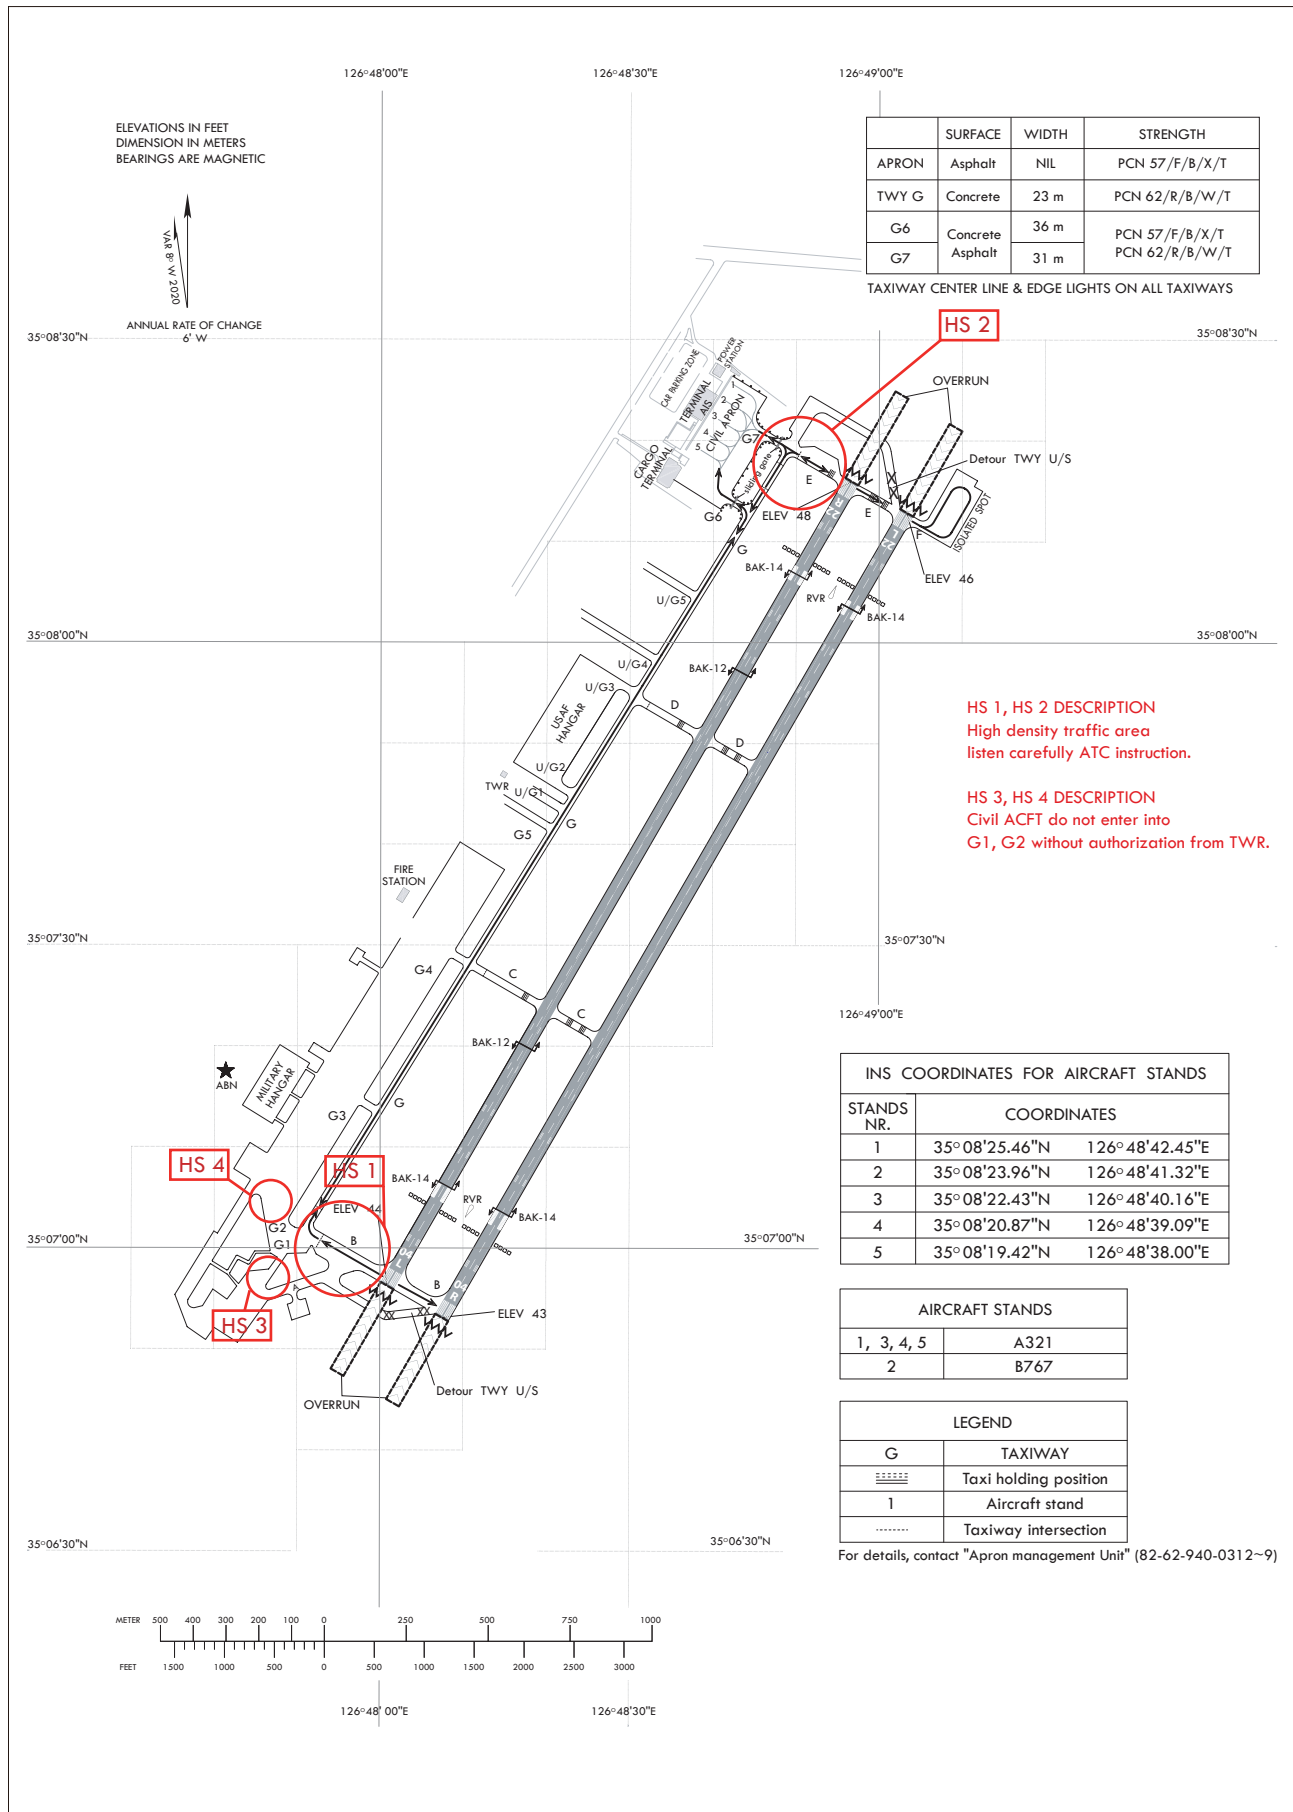 126°48'00"E
126°48'30"E
126°49'00"E
ELEVATIONS IN FEET
DIMENSION IN METERS
BEARINGS ARE MAGNETIC
VAR 8° W 2020
ANNUAL RATE OF CHANGE
6' W
SURFACE WIDTH STRENGTH
APRON Asphalt NIL PCN 57/F/B/X/T
TWY G Concrete 23 m PCN 62/R/B/W/T
G6 Concrete 36 m PCN 57/F/B/X/T
G7 Asphalt 31 m PCN 62/R/B/W/T
TAXIWAY CENTER LINE & EDGE LIGHTS ON ALL TAXIWAYS
35°08'30"N
35°08'30"N
HS 2
POWER
STATION
CAR PARKING ZONE
TERMINAL
AIS
CIVIL APRON
1
2
3
4
5
CARGO
TERMINAL
G7
sliding gate
G6
OVERRUN
Detour TWY U/S
E
E
22
R
22
L
F
ISOLATED SPOT
ELEV 48
ELEV 46
G
BAK-14
RVR
BAK-14
U/G5
35°08'00"N
35°08'00"N
U/G4
BAK-12
U/G3
D
D
USAF
HANGAR
U/G2
TWR
U/G1
G5
G
HS 1, HS 2 DESCRIPTION
High density traffic area
listen carefully ATC instruction.
HS 3, HS 4 DESCRIPTION
Civil ACFT do not enter into
G1, G2 without authorization from TWR.
FIRE
STATION
35°07'30"N
35°07'30"N
G4
C
C
126°49'00"E
BAK-12
ABN
MILITARY
HANGAR
G3
G
HS 4
HS 1
BAK-14
RVR
BAK-14
ELEV 44
G2
G1
B
B
35°07'00"N
35°07'00"N
04
L
04
R
A
HS 3
ELEV 43
Detour TWY U/S
OVERRUN
INS COORDINATES FOR AIRCRAFT STANDS
STANDS
NR.
COORDINATES
1 35°08'25.46"N 126°48'42.45"E
2 35°08'23.96"N 126°48'41.32"E
3 35°08'22.43"N 126°48'40.16"E
4 35°08'20.87"N 126°48'39.09"E
5 35°08'19.42"N 126°48'38.00"E
AIRCRAFT STANDS
1, 3, 4, 5 A321
2 B767
LEGEND
G TAXIWAY
Taxi holding position
1 Aircraft stand
Taxiway intersection
35°06'30"N
35°06'30"N
For details, contact "Apron management Unit" (82-62-940-0312~9)
METER 500 400 300 200 100 0 250 500 750 1000
FEET 1500 1000 500 0 500 1000 1500 2000 2500 3000
126°48'00"E
126°48'30"E